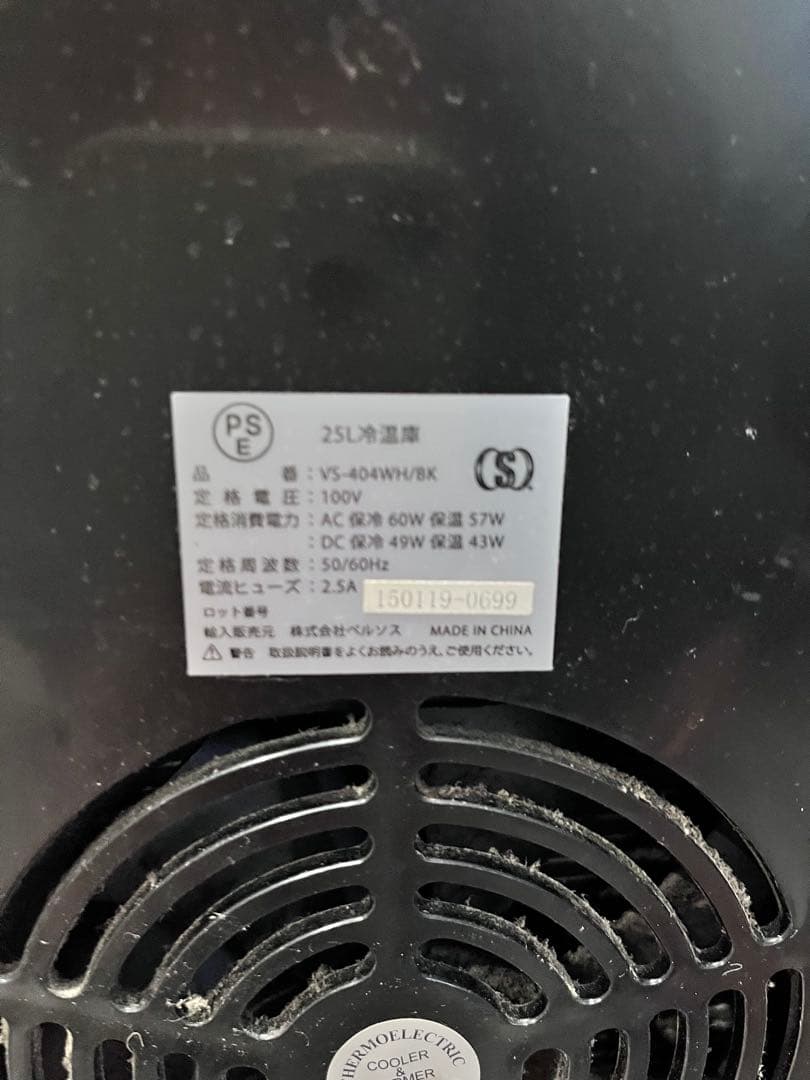 PS
E
25L冷温庫
品番：VS-404WH/BK
定格電圧：100V
定格消費電力：AC 保冷 60W 保温 57W
：DC 保冷 49W 保温 43W
定格周波数：50/60Hz
電流ヒューズ：2.5A
150119-0699
ロット番号
輸入販売元 株式会社ベルソス MADE IN CHINA
警告 取扱説明書をよくお読みのうえ、ご使用ください。
THERMOELECTRIC
COOLER
&